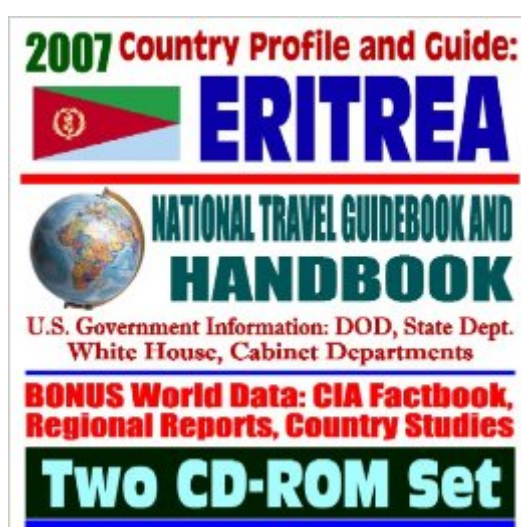 2007 Country Profile and Guide:
ERITREA
NATIONAL TRAVEL GUIDEBOOK AND
HANDBOOK
U.S. Government Information: DOD, State Dept.
White House, Cabinet Departments
BONUS World Data: CIA Factbook,
Regional Reports, Country Studies
Two CD-ROM Set